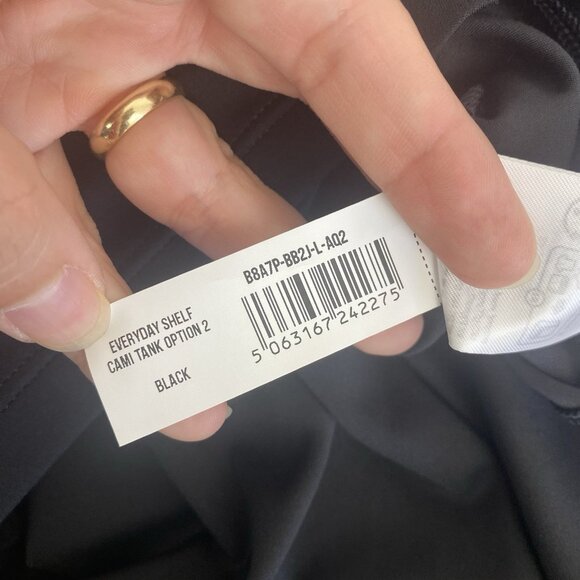 EVERYDAY SHELF
CAMI TANK OPTION 2
BLACK
B8A7P-BB2J-L-AQ2
5 063167 242275